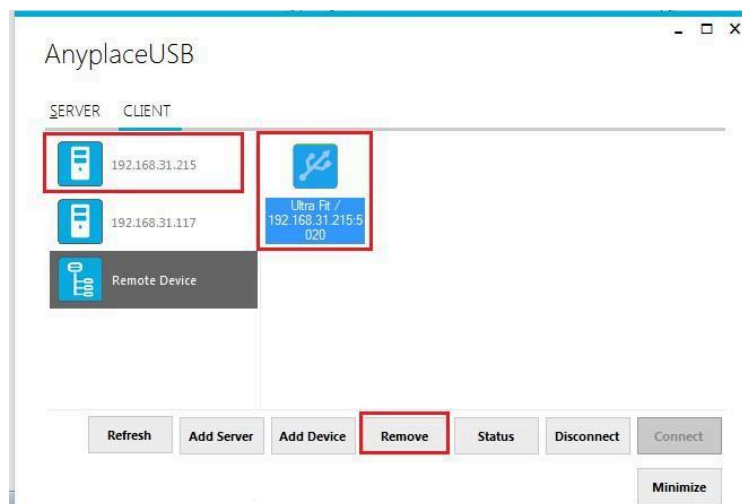 AnyplaceUSB
SERVER CLIENT
192.168.31.215
192.168.31.117
Remote Device
Ultra Fit /
192.168.31.215:5
020
Refresh Add Server Add Device Remove Status Disconnect Connect
Minimize